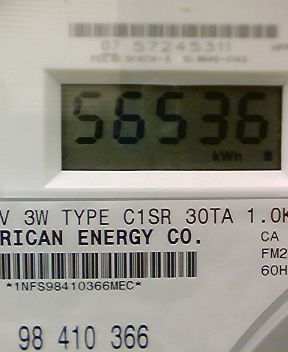 07 57245311
56536
kWh
V 3W TYPE C1SR 30TA 1.0K
RICAN ENERGY CO.
CA
FM2
60H
*1NFS98410366MEC*
98 410 366